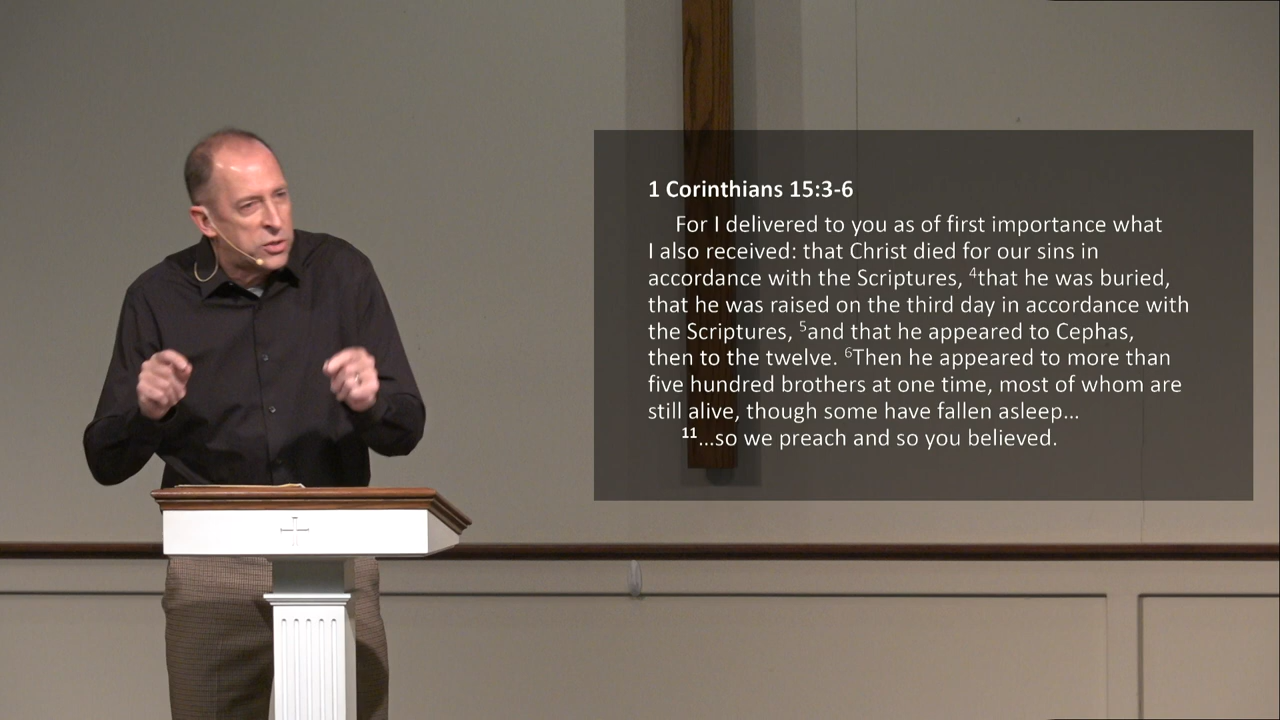 1 Corinthians 15:3-6
For I delivered to you as of first importance what
I also received: that Christ died for our sins in
accordance with the Scriptures, ⁴that he was buried,
that he was raised on the third day in accordance with
the Scriptures, ⁵and that he appeared to Cephas,
then to the twelve. ⁶Then he appeared to more than
five hundred brothers at one time, most of whom are
still alive, though some have fallen asleep…
¹¹…so we preach and so you believed.